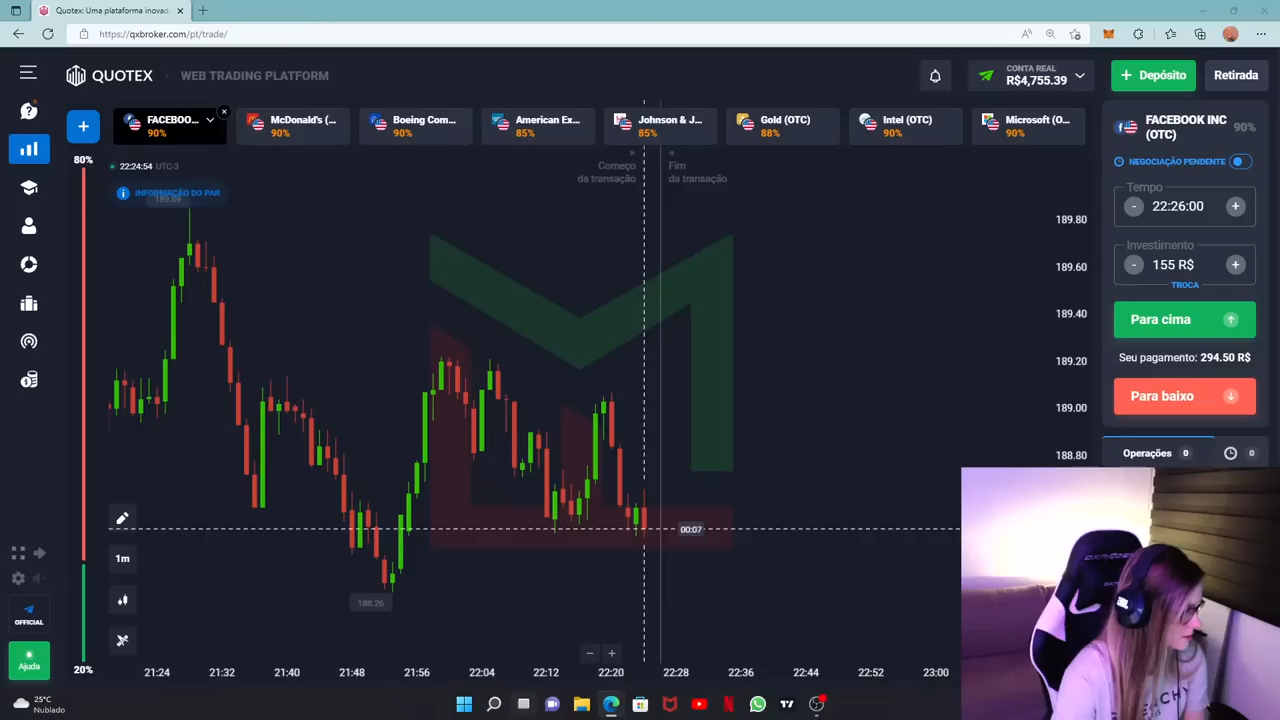 Quotex: Uma plataforma inovad
https://qxbroker.com/pt/trade/
QUOTEX
WEB TRADING PLATFORM
CONTA REAL
R$4,755.39
+ Depósito
Retirada
FACEBOO...
90%
McDonald's (...
90%
Boeing Com...
90%
American Ex...
85%
Johnson & J...
85%
Gold (OTC)
88%
Intel (OTC)
90%
Microsoft (O...
90%
FACEBOOK INC
(OTC)
90%
80%
22:24:54 UTC-3
Começo
da transação
Fim
da transação
INFORMAÇÃO DO PAR
189.89
NEGOCIAÇÃO PENDENTE
Tempo
- 22:26:00 +
Investimento
- 155 R$ +
TROCA
Para cima
Seu pagamento: 294.50 R$
Para baixo
Operações 0
0
189.80
189.60
189.40
189.20
189.00
188.80
00:07
1m
188.26
OFFICIAL
Ajuda
20%
21:24
21:32
21:40
21:48
21:56
22:04
22:12
22:20
22:28
22:36
22:44
22:52
23:00
25°C
Nublado